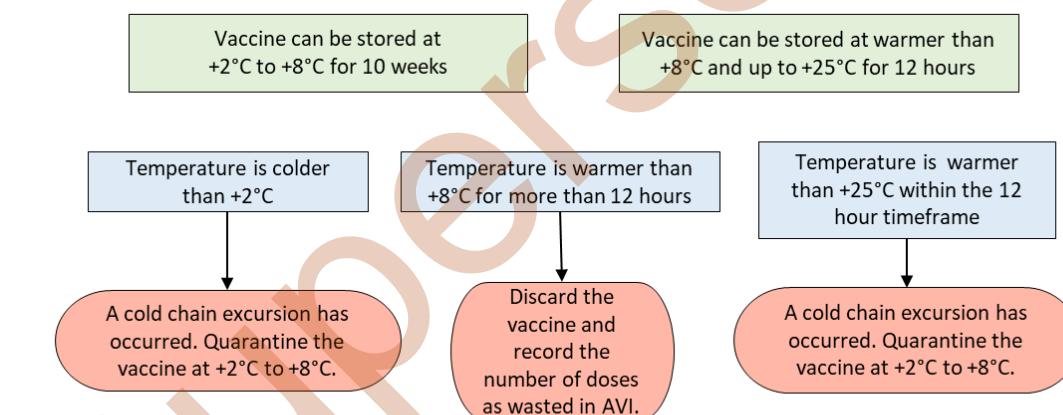 Vaccine can be stored at
+2°C to +8°C for 10 weeks
Vaccine can be stored at warmer than
+8°C and up to +25°C for 12 hours
Temperature is colder
than +2°C
Temperature is warmer than
+8°C for more than 12 hours
Temperature is warmer
than +25°C within the 12
hour timeframe
A cold chain excursion has
occurred. Quarantine the
vaccine at +2°C to +8°C.
Discard the
vaccine and
record the
number of doses
as wasted in AVI.
A cold chain excursion has
occurred. Quarantine the
vaccine at +2°C to +8°C.